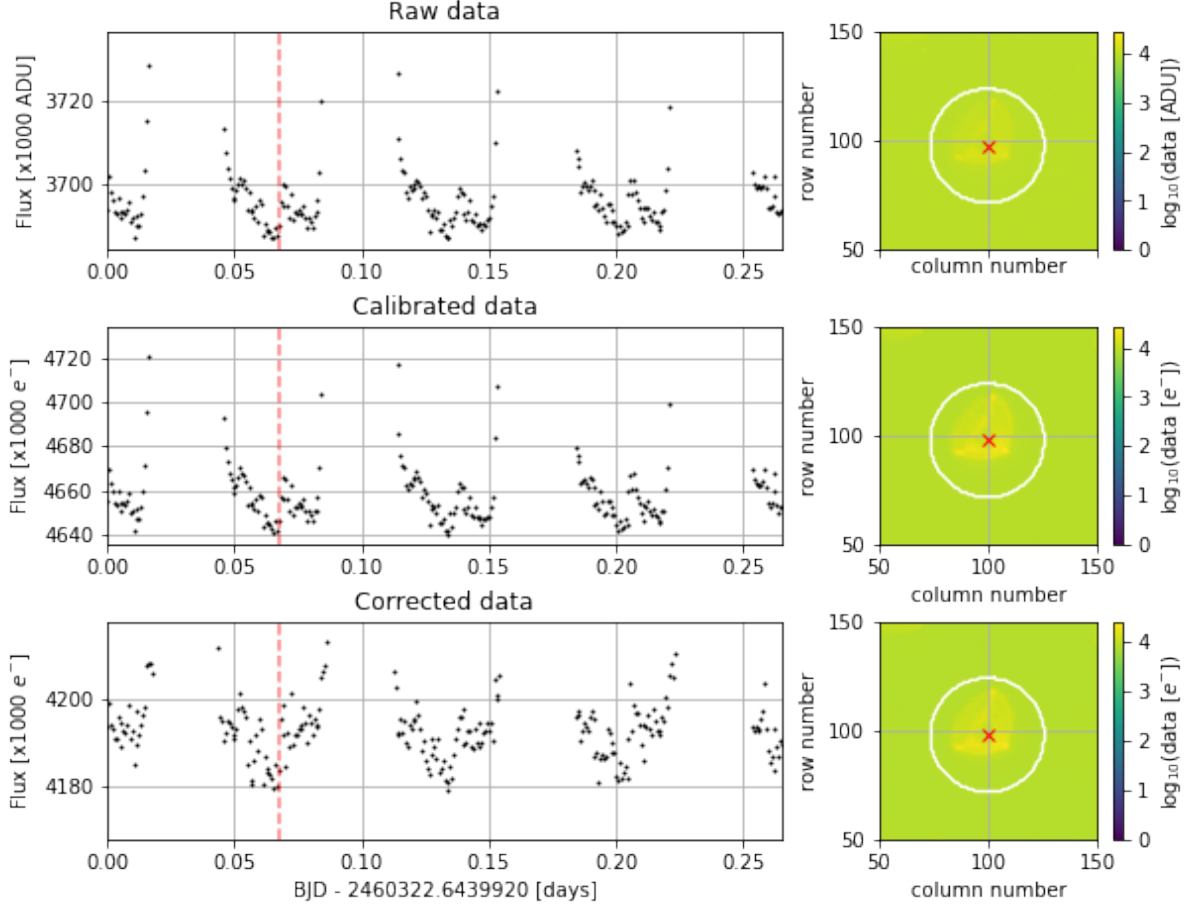 Raw data
Flux [x1000 ADU]
3720
3700
0.00 0.05 0.10 0.15 0.20 0.25
row number
150
100
50
column number
log₁₀(data [ADU])
4
3
2
1
0
Calibrated data
Flux [x1000 e⁻]
4720
4700
4680
4660
4640
0.00 0.05 0.10 0.15 0.20 0.25
row number
150
100
50
50 100 150
column number
log₁₀(data [e⁻])
4
3
2
1
0
Corrected data
Flux [x1000 e⁻]
4200
4180
0.00 0.05 0.10 0.15 0.20 0.25
BJD - 2460322.6439920 [days]
row number
150
100
50
50 100 150
column number
log₁₀(data [e⁻])
4
3
2
1
0